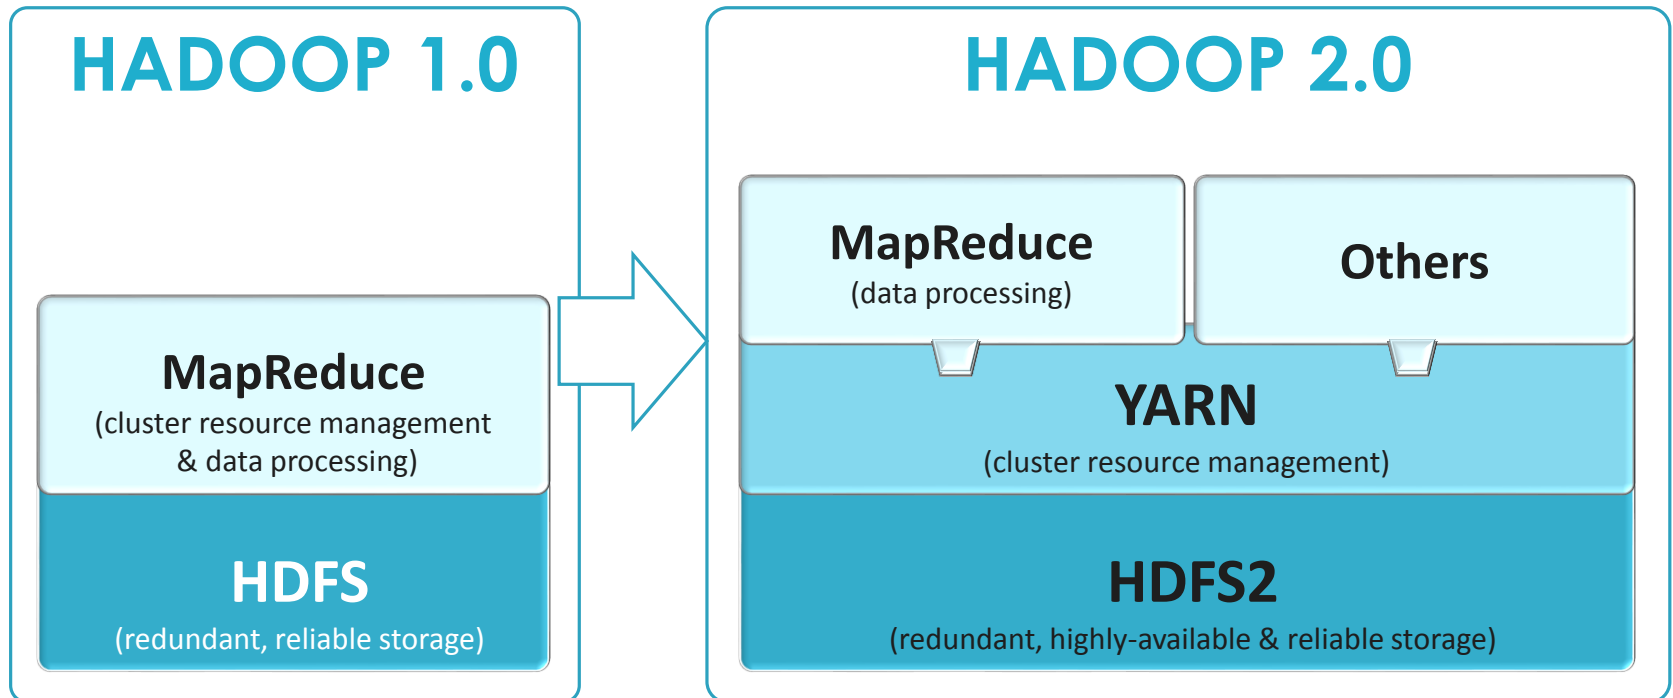 HADOOP 1.0
MapReduce
(cluster resource management
& data processing)
HDFS
(redundant, reliable storage)
HADOOP 2.0
MapReduce
(data processing)
Others
YARN
(cluster resource management)
HDFS2
(redundant, highly-available & reliable storage)